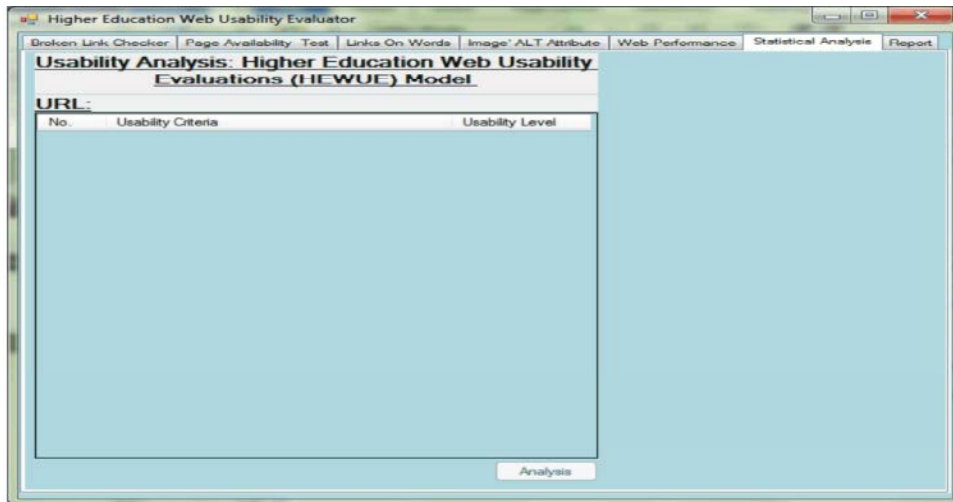 Higher Education Web Usability Evaluator
Broken Link Checker Page Availability Test Links On Words Image' ALT Attribute Web Performance Statistical Analysis Report
Usability Analysis: Higher Education Web Usability
Evaluations (HEWUE) Model
URL:
No. Usability Criteria Usability Level
Analysis